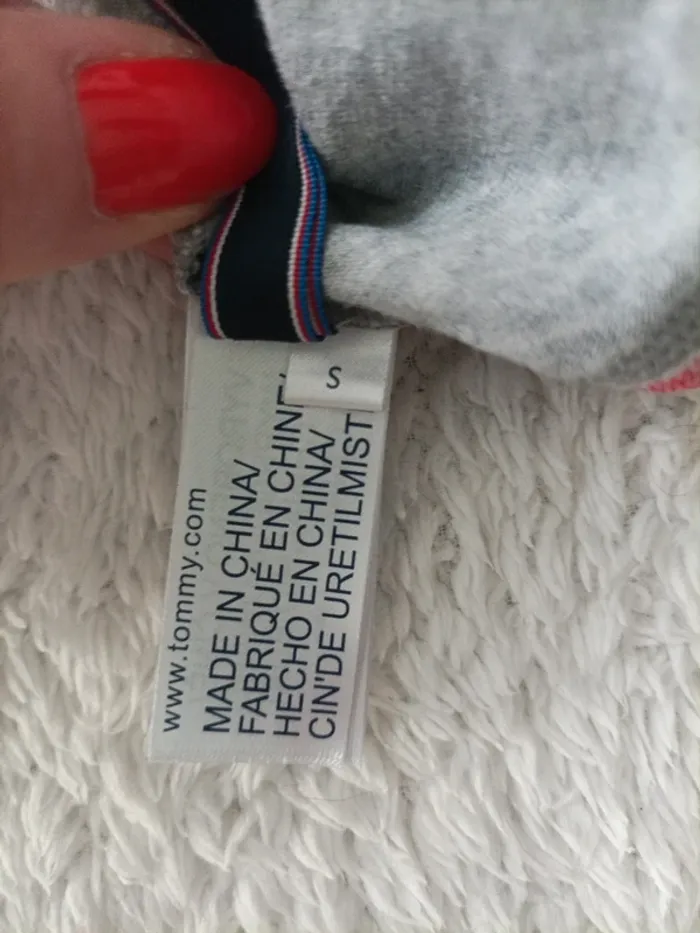 S
www.tommy.com
MADE IN CHINA/
FABRIQUÉ EN CHINE/
HECHO EN CHINA/
CIN'DE URETILMIST